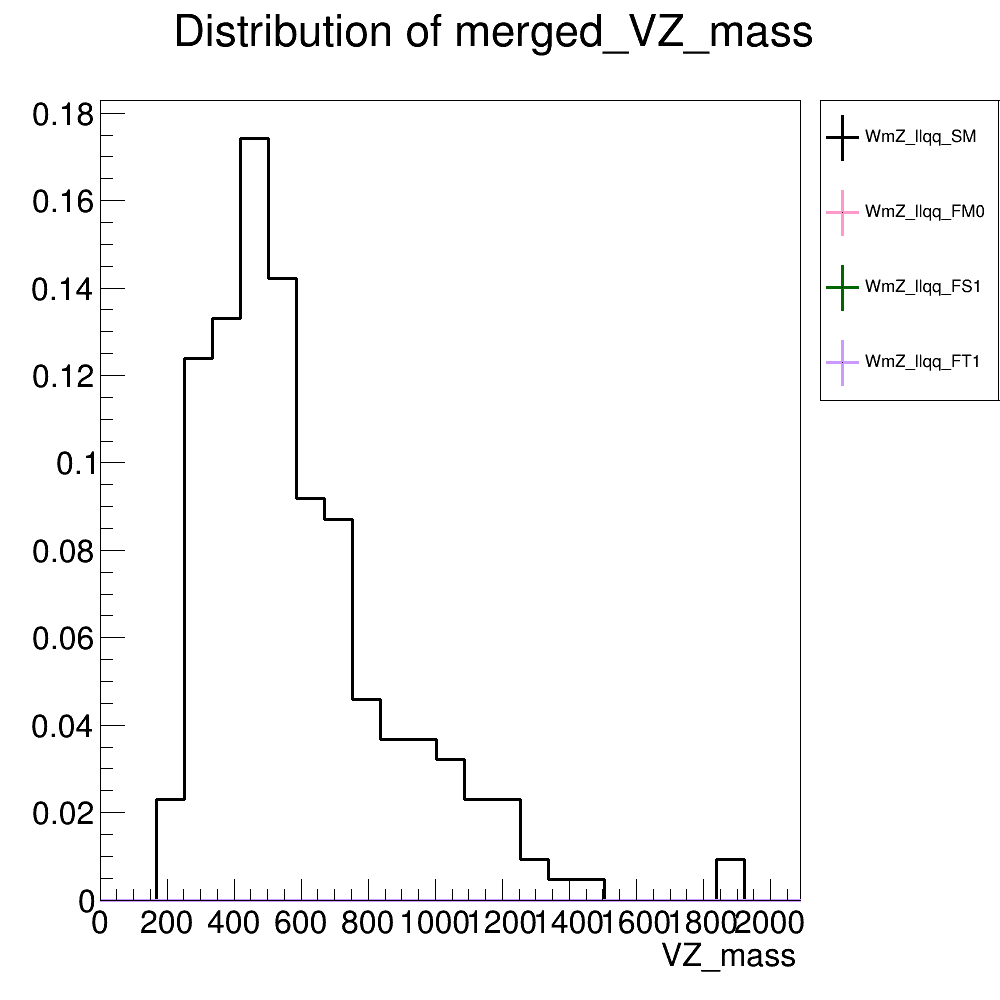 Distribution of merged_VZ_mass
0.18
0.16
0.14
0.12
0.1
0.08
0.06
0.04
0.02
0
0 200 400 600 800 1000 1200 1400 1600 1800 2000
VZ_mass
WmZ_llqq_SM
WmZ_llqq_FM0
WmZ_llqq_FS1
WmZ_llqq_FT1